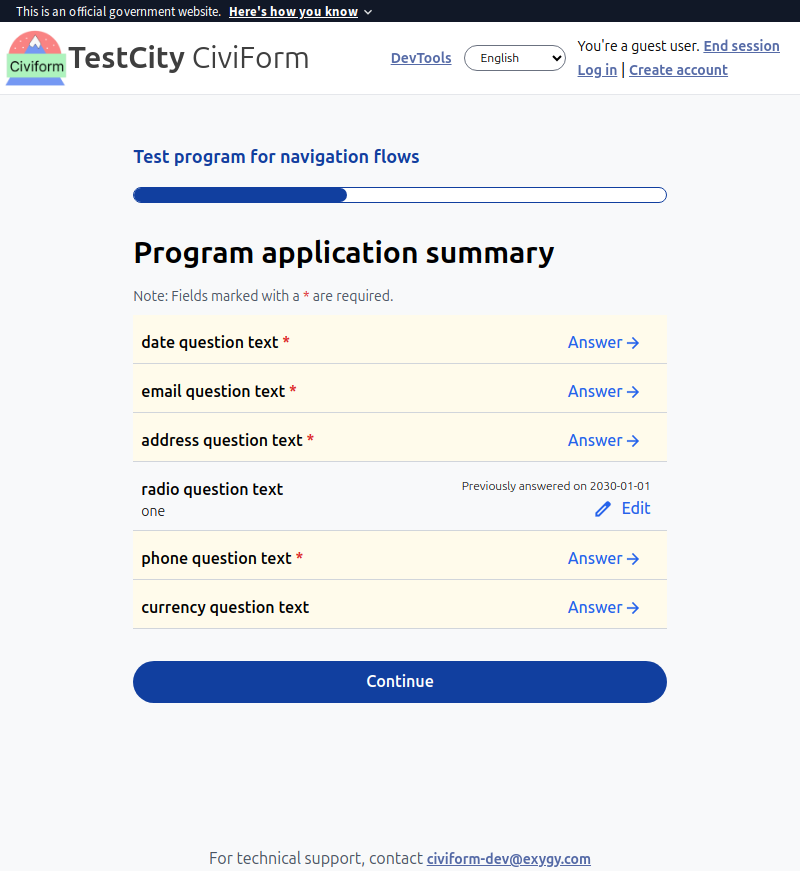 This is an official government website. Here's how you know
Civiform
TestCity CiviForm
DevTools
English
You're a guest user. End session
Log in | Create account
Test program for navigation flows
Program application summary
Note: Fields marked with a * are required.
date question text *
Answer
email question text *
Answer
address question text *
Answer
radio question text
one
Previously answered on 2030-01-01
Edit
phone question text *
Answer
currency question text
Answer
Continue
For technical support, contact civiform-dev@exygy.com